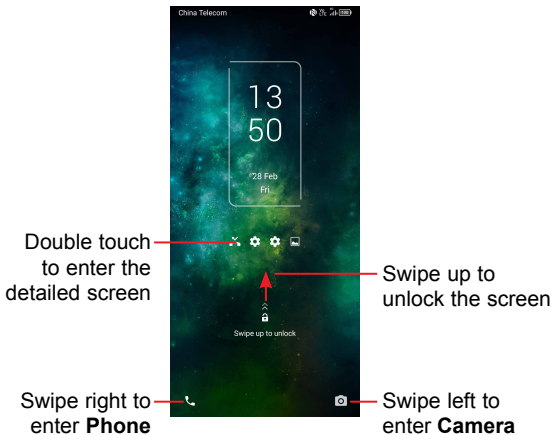 China Telecom
13
50
28 Feb
Fri
Double touch
to enter the
detailed screen
Swipe up to
unlock the screen
Swipe up to unlock
Swipe right to
enter Phone
Swipe left to
enter Camera